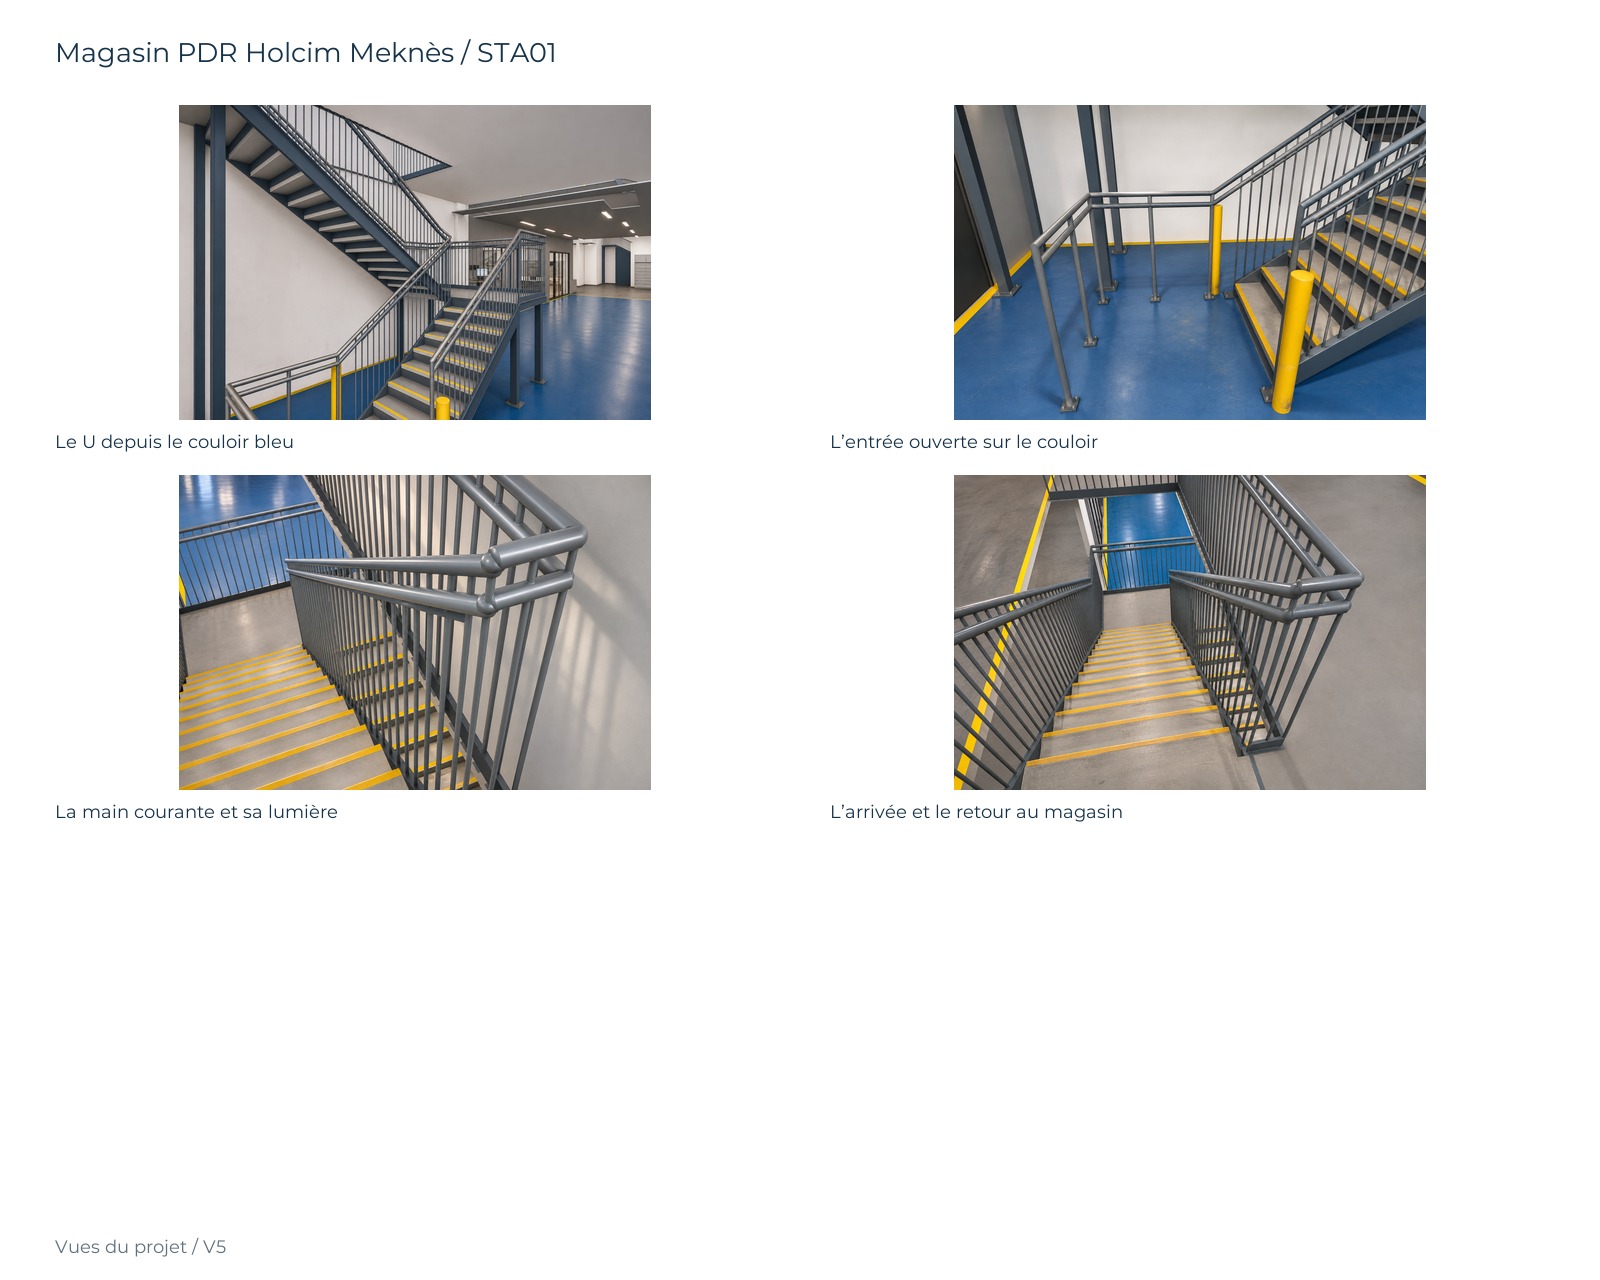 Magasin PDR Holcim Meknès / STA01
Le U depuis le couloir bleu
L’entrée ouverte sur le couloir
La main courante et sa lumière
L’arrivée et le retour au magasin
Vues du projet / V5